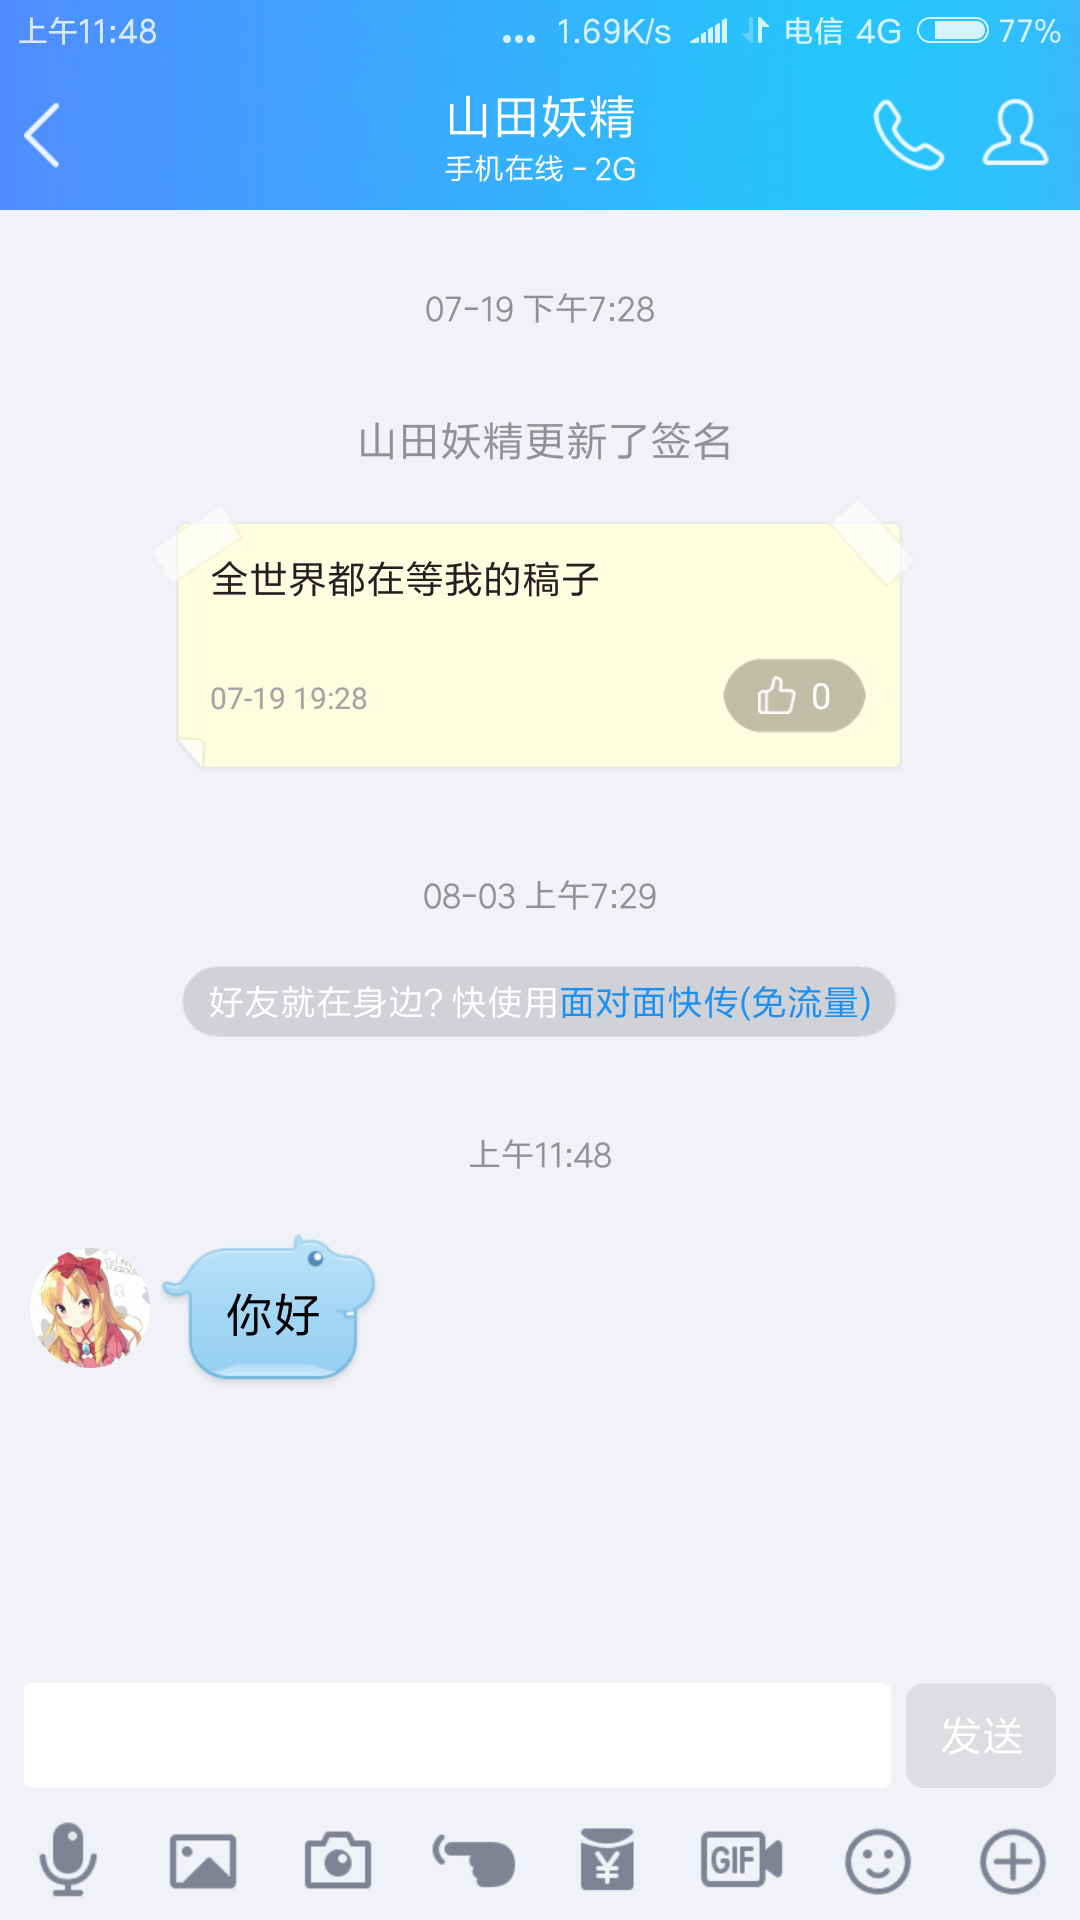 上午11:48 ... 1.69K/s 电信 4G 77%
山田妖精
手机在线 - 2G
07-19 下午7:28
山田妖精更新了签名
全世界都在等我的稿子
07-19 19:28 0
08-03 上午7:29
好友就在身边? 快使用面对面快传(免流量)
上午11:48
你好
发送
¥ GIF